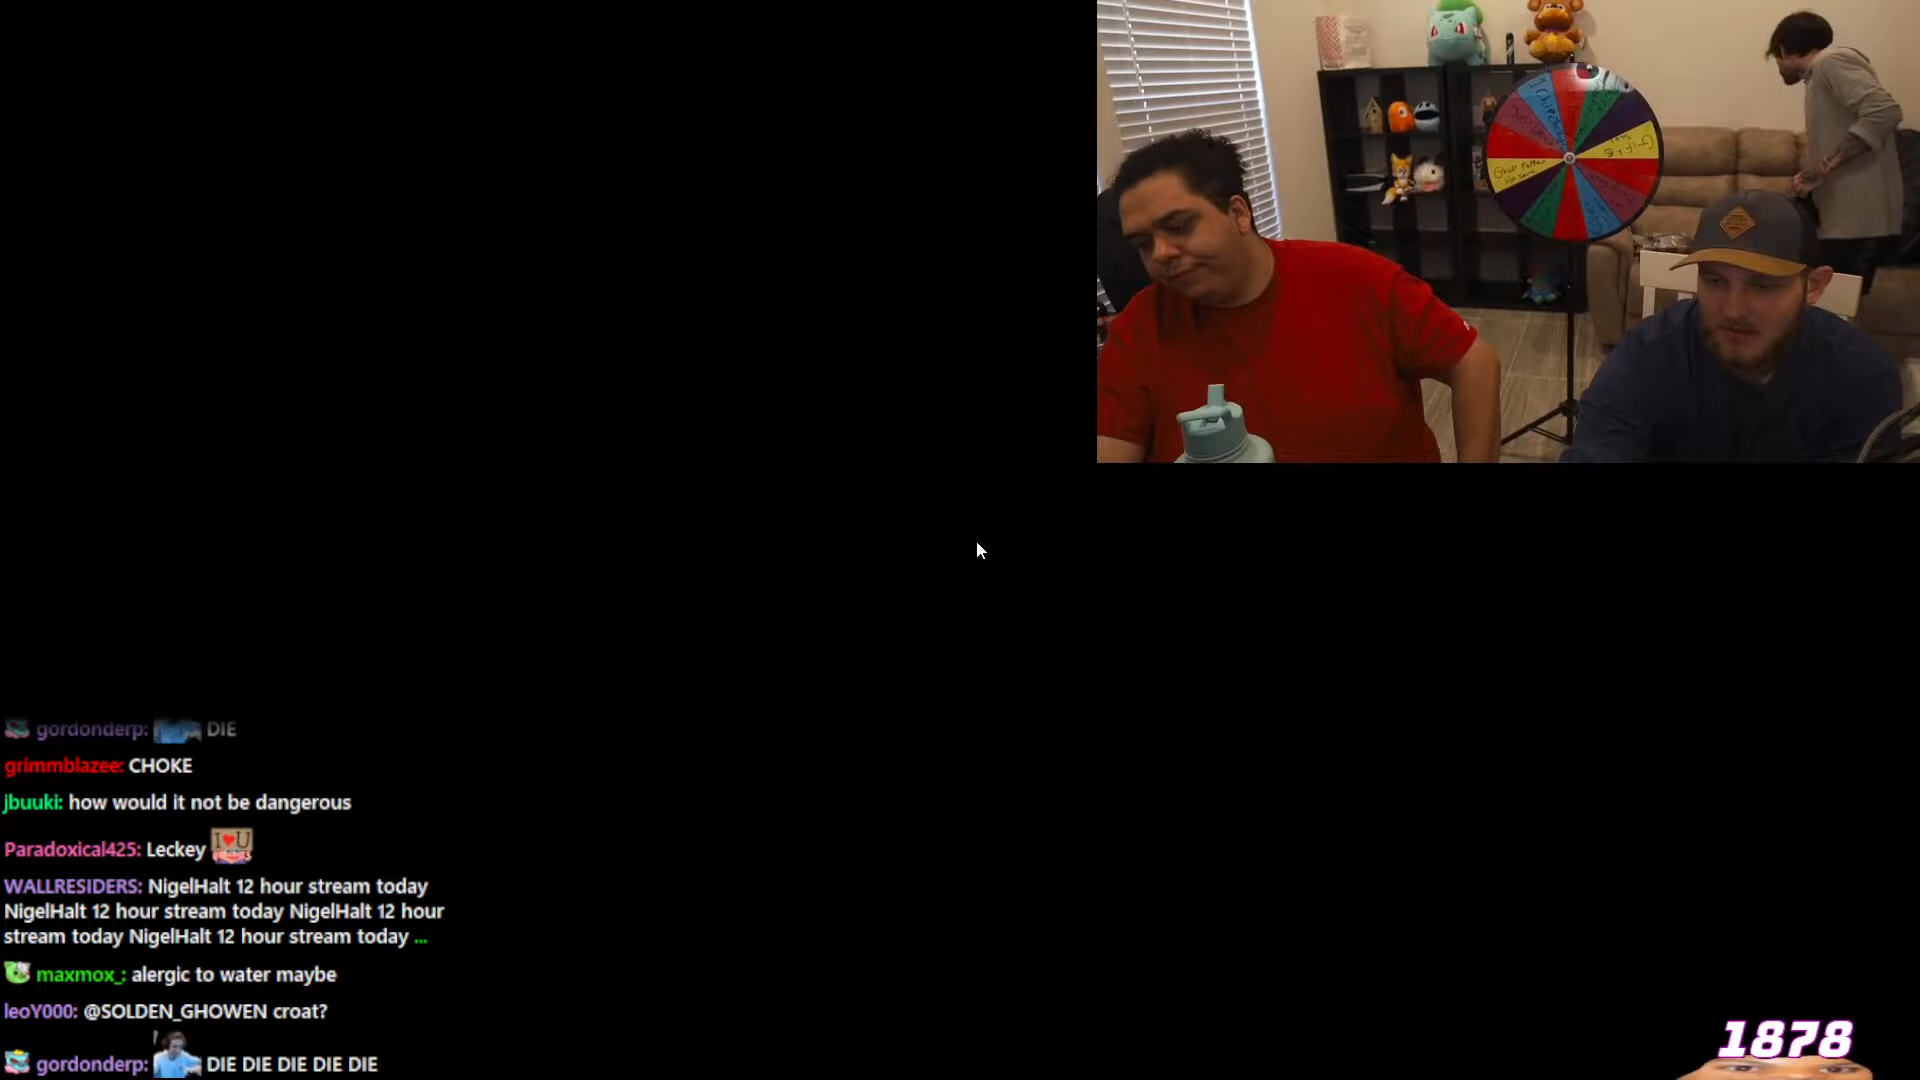 gordonderp: DIE
grimmblazee: CHOKE
jbuuki: how would it not be dangerous
Paradoxical425: Leckey I ♥ U
WALLRESIDERS: NigelHalt 12 hour stream today
NigelHalt 12 hour stream today NigelHalt 12 hour
stream today NigelHalt 12 hour stream today ...
maxmox_: alergic to water maybe
leoY000: @SOLDEN_GHOWEN croat?
gordonderp: DIE DIE DIE DIE DIE
1878